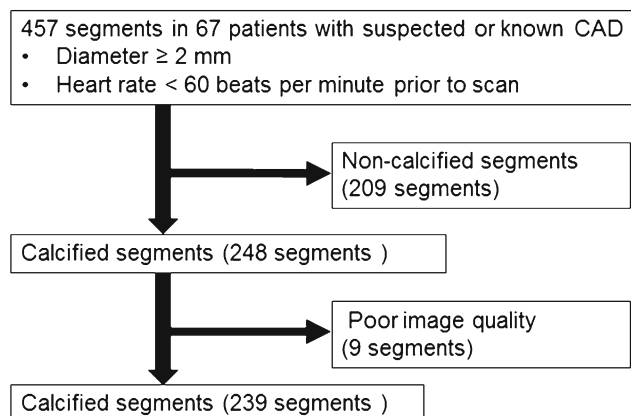 457 segments in 67 patients with suspected or known CAD
• Diameter ≥ 2 mm
• Heart rate < 60 beats per minute prior to scan
Non-calcified segments
(209 segments)
Calcified segments (248 segments )
Poor image quality
(9 segments)
Calcified segments (239 segments )